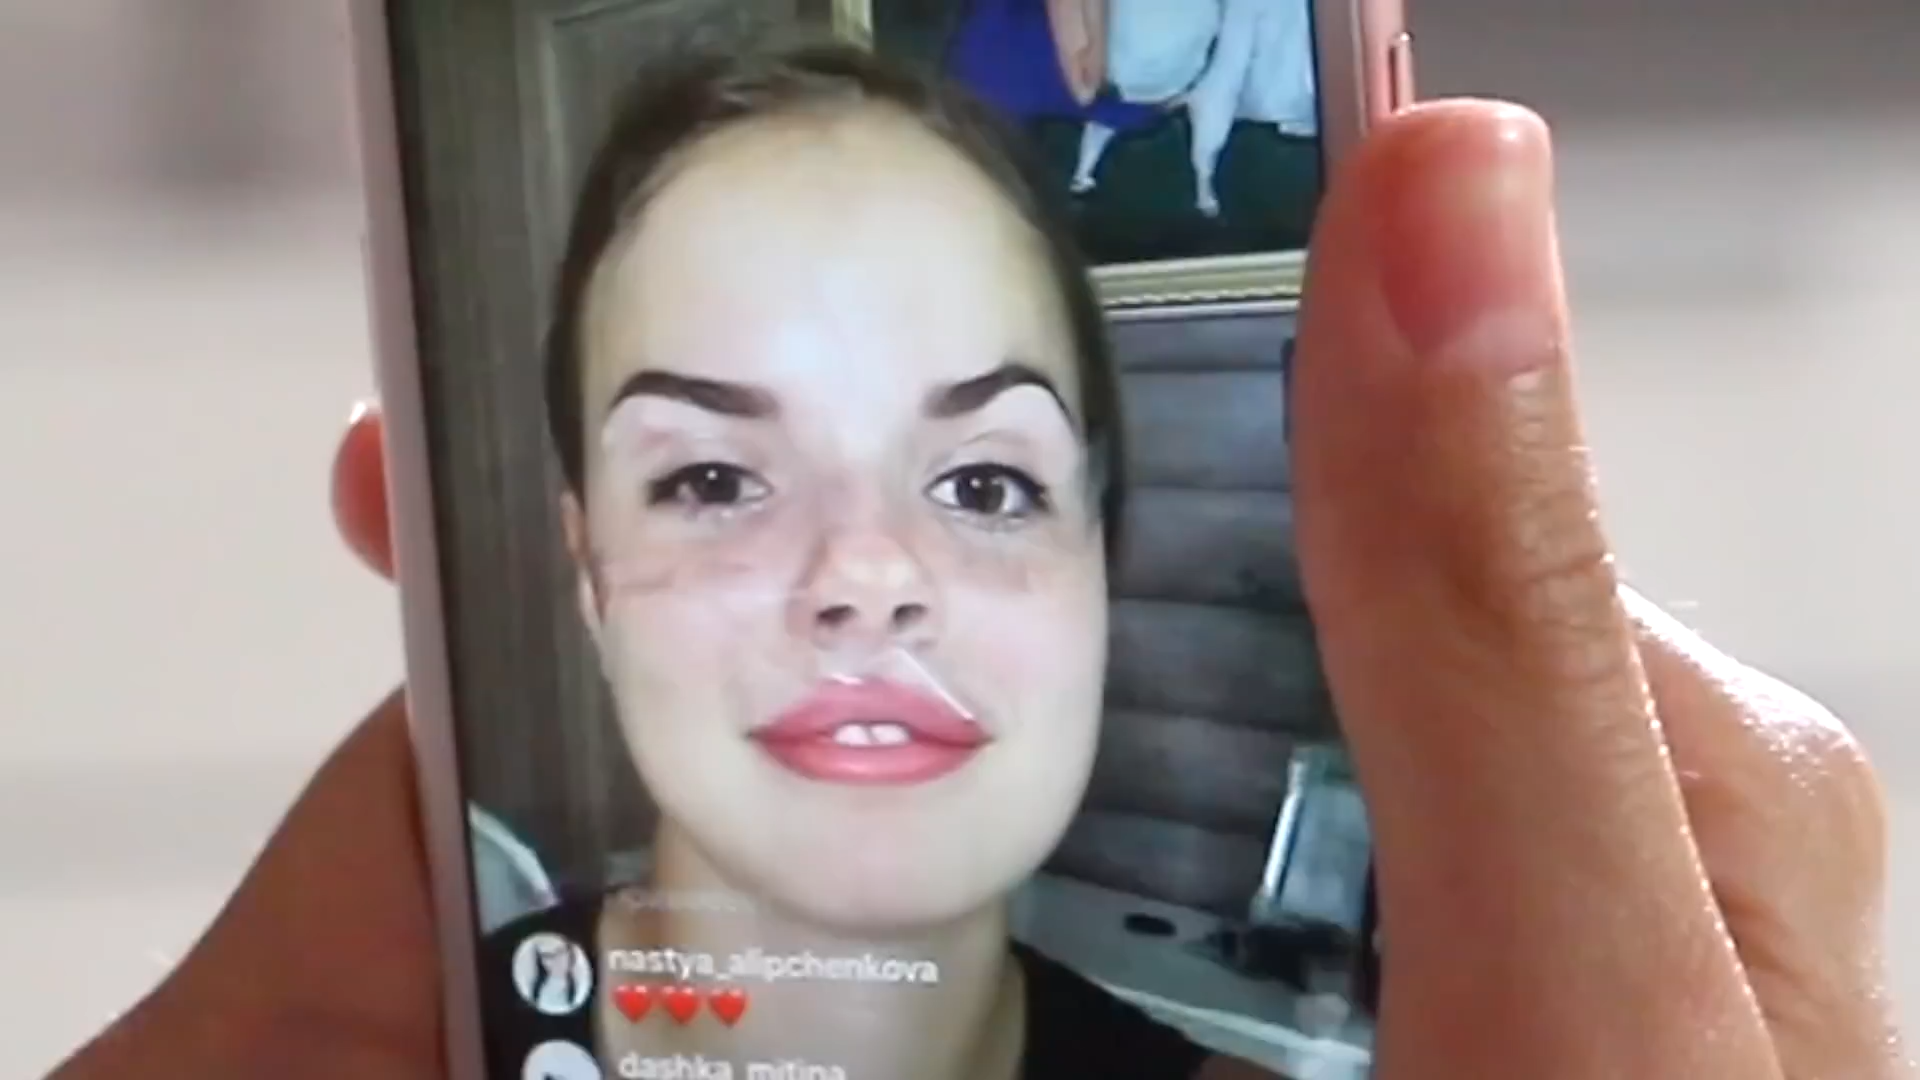 nastya_alipchenkova
❤️❤️❤️
dashka_mitina